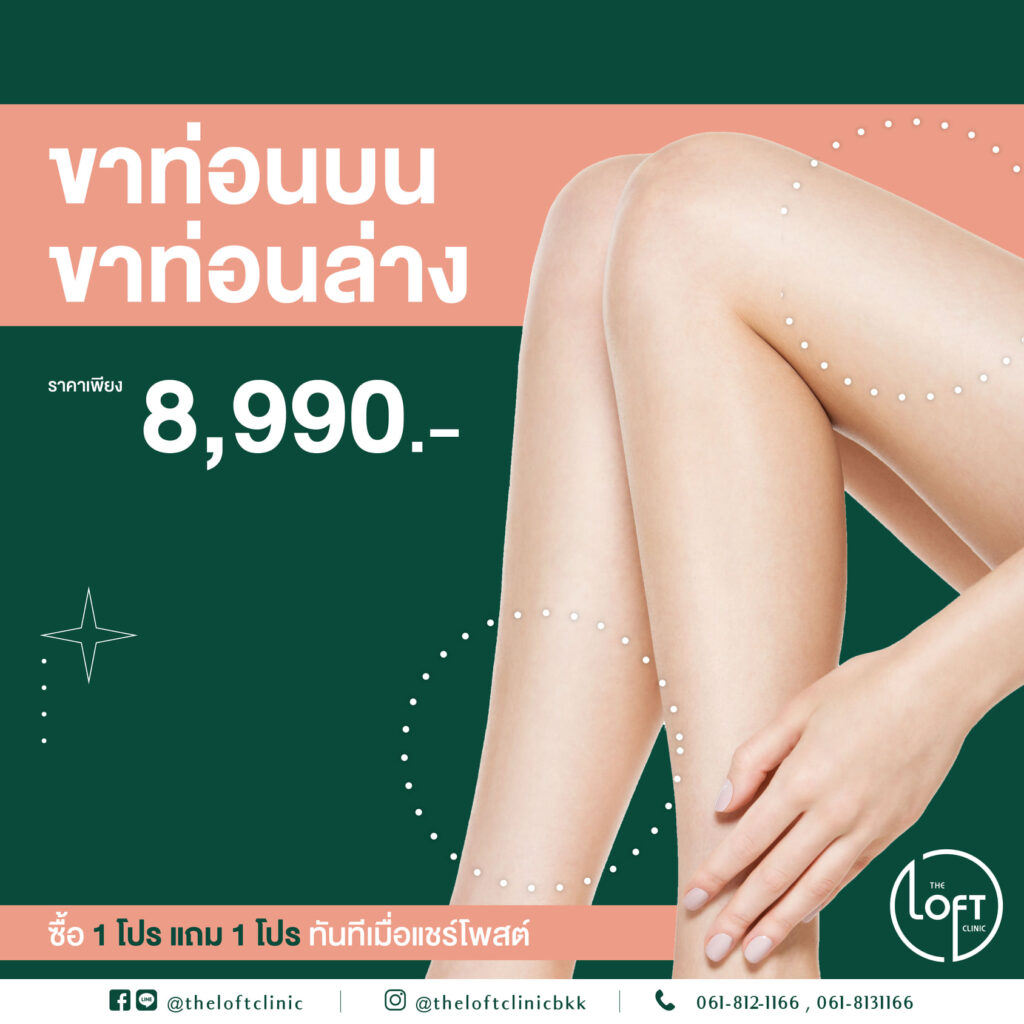 ขาท่อนบน
ขาท่อนล่าง
ราคาเพียง 8,990.-
ซื้อ 1 โปร แถม 1 โปร ทันทีเมื่อแชร์โพสต์
THE
LOFT
CLINIC
LINE @theloftclinic @theloftclinicbkk 061-812-1166 , 061-8131166